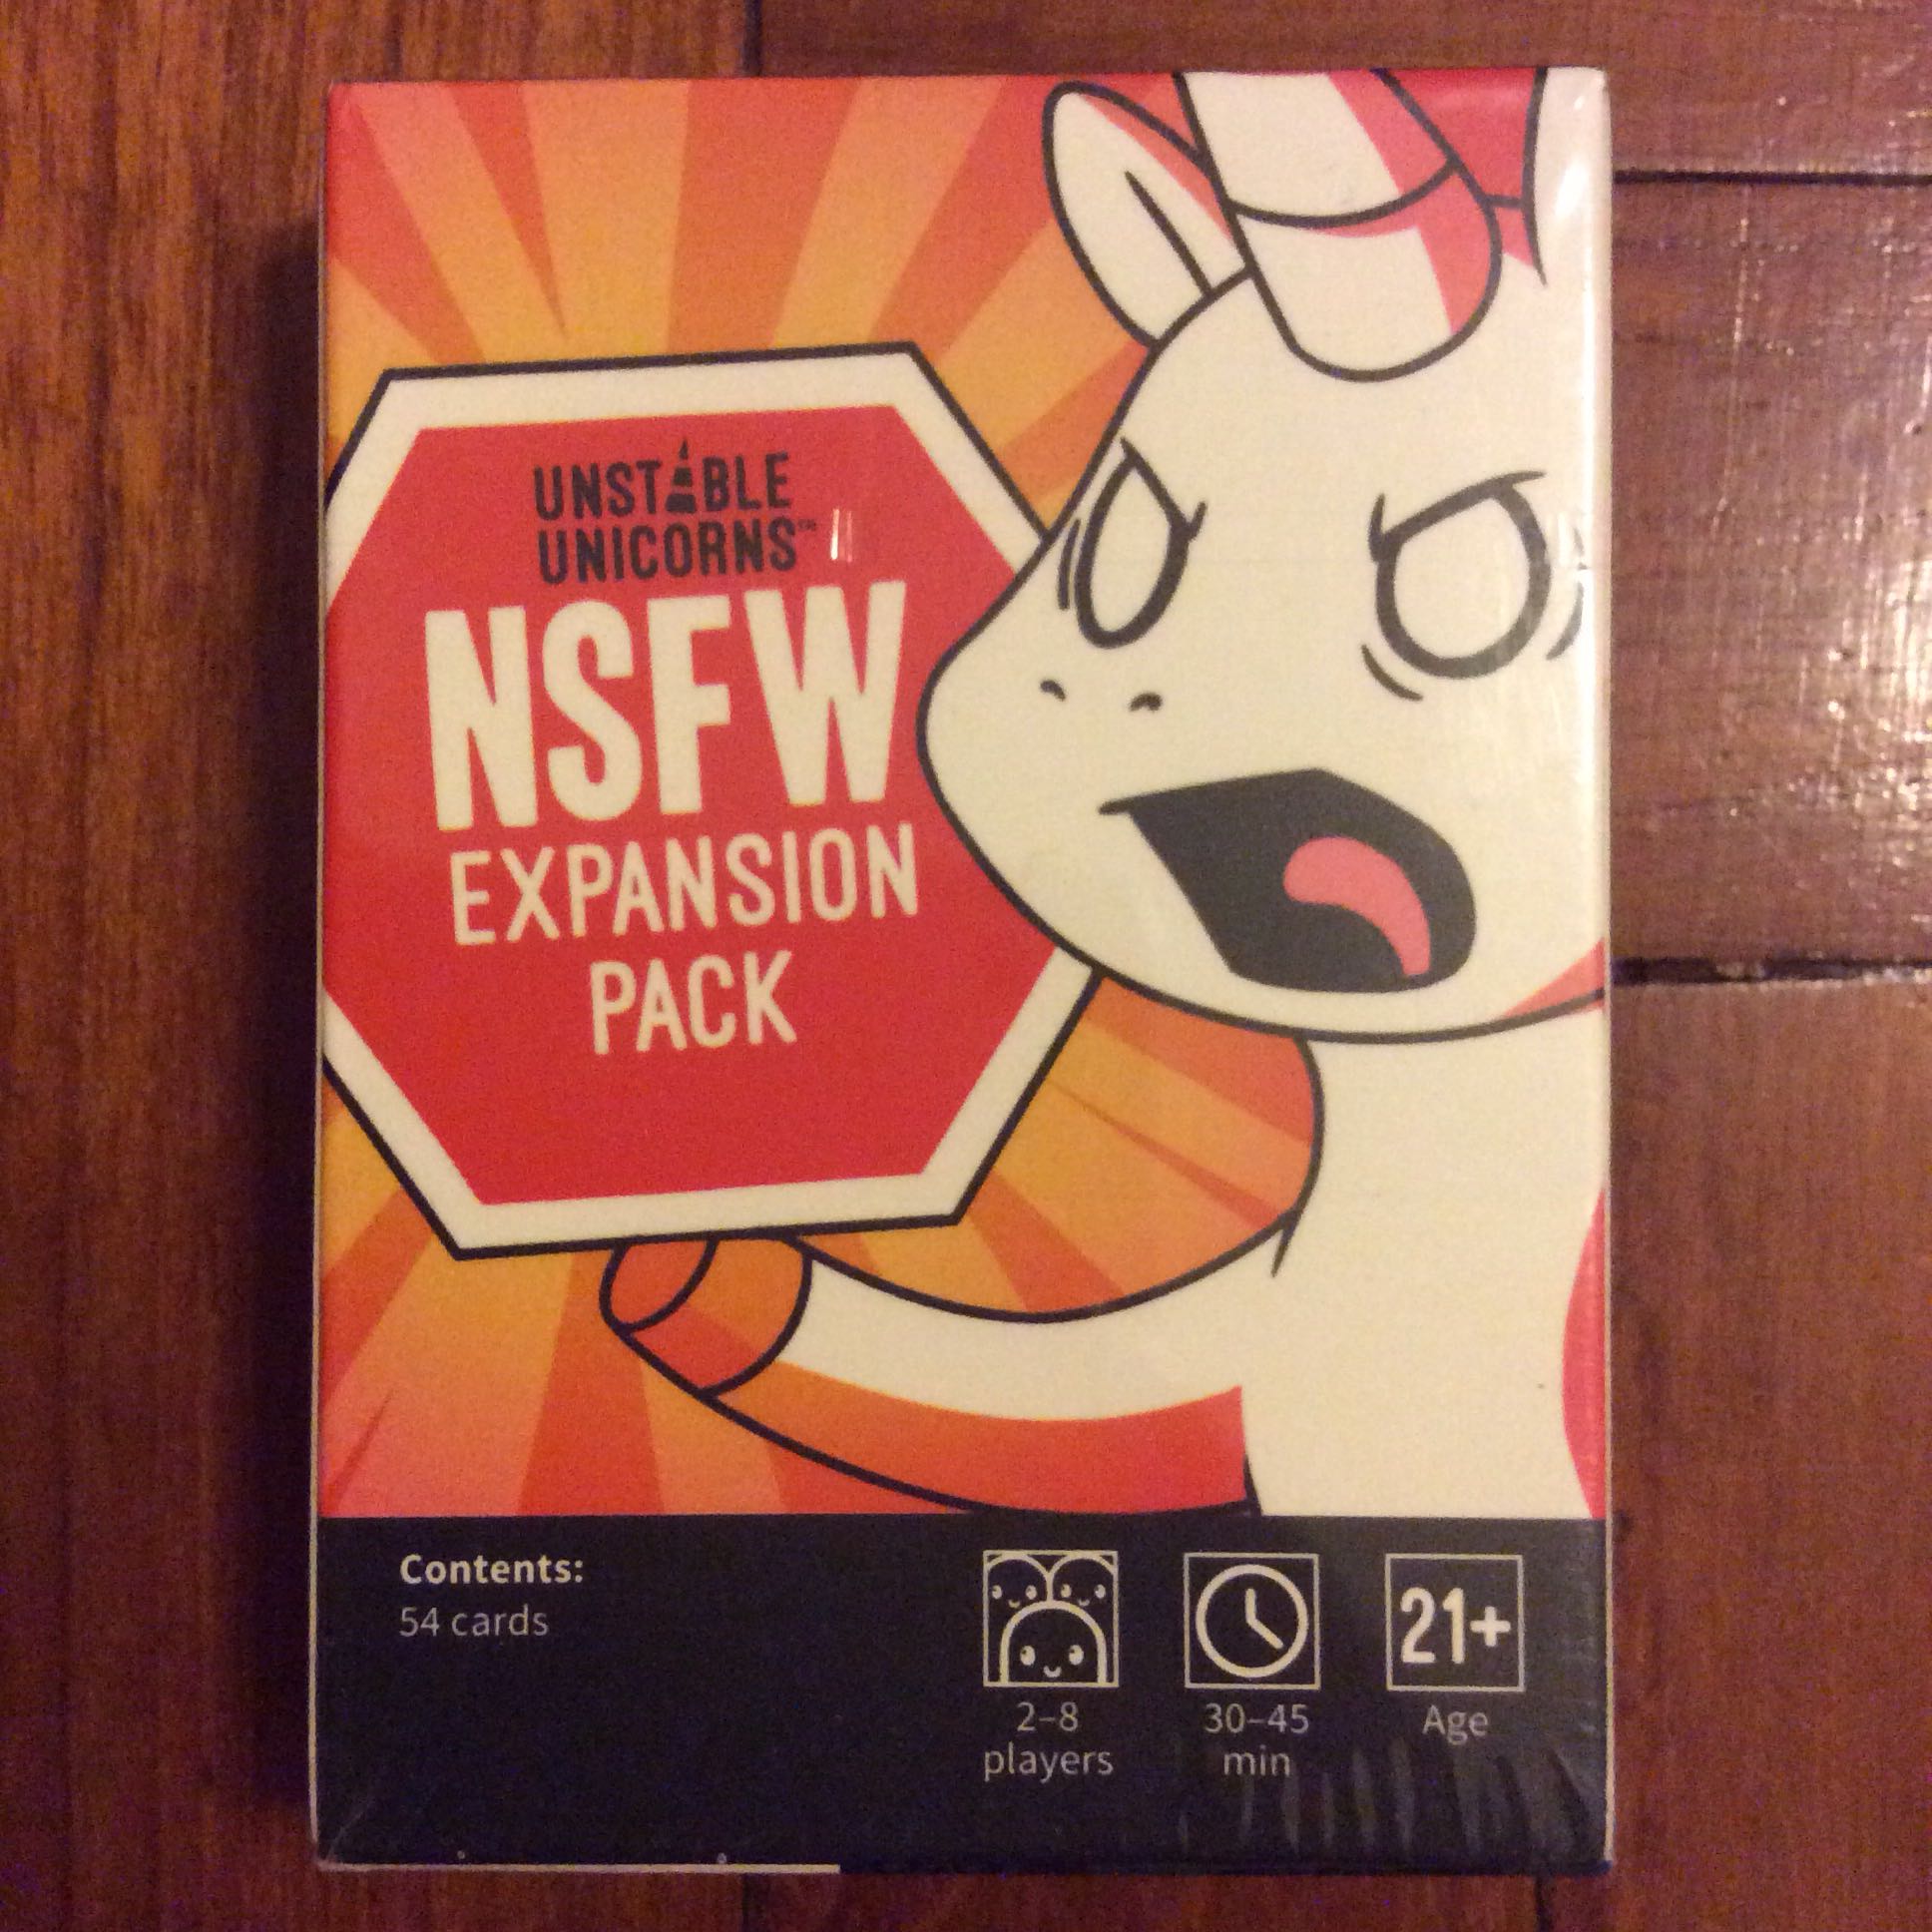 UNSTABLE
UNICORNS™
NSFW
EXPANSION
PACK
Contents:
54 cards
21+
2–8
players
30–45
min
Age